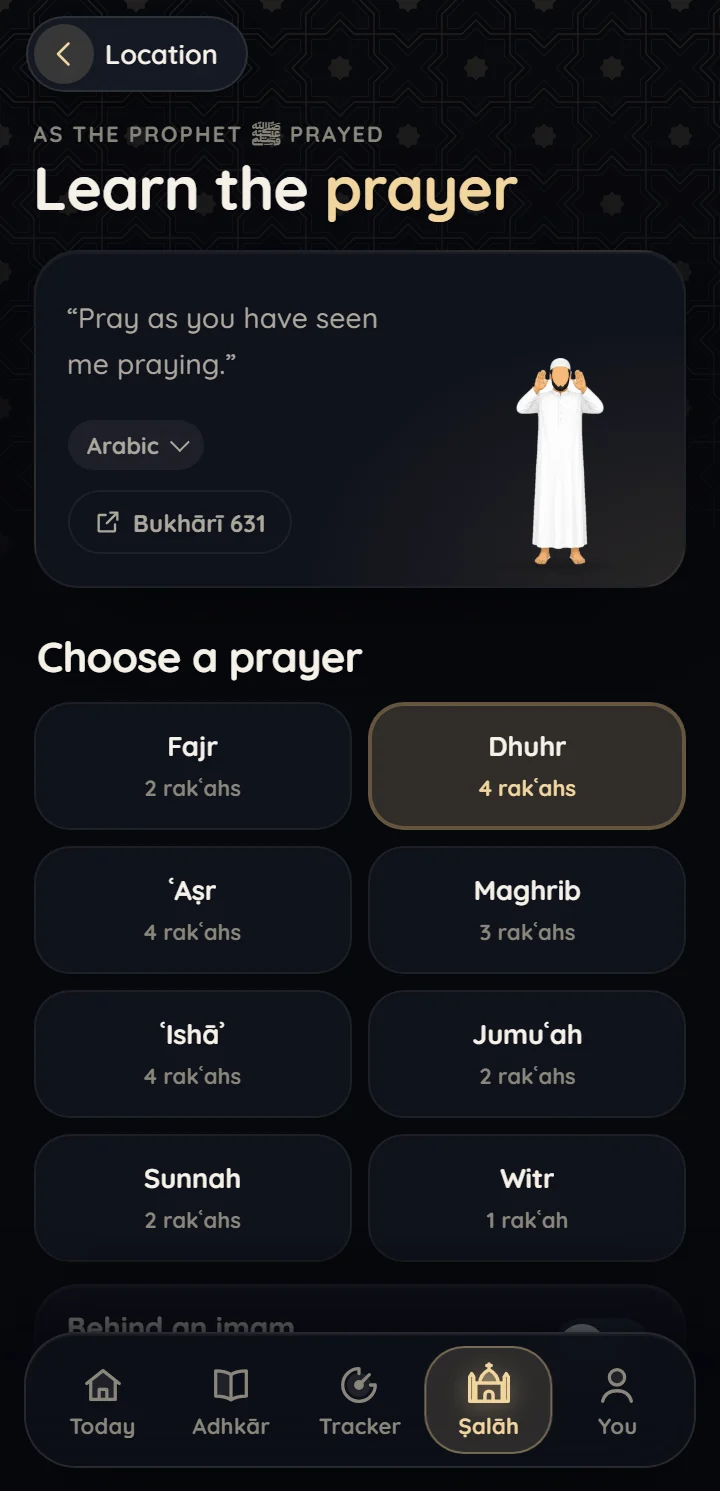 Location
AS THE PROPHET ﷺ PRAYED
Learn the prayer
“Pray as you have seen
me praying.”
Arabic
Bukhārī 631
Choose a prayer
Fajr
2 rakʿahs
Dhuhr
4 rakʿahs
ʿAṣr
4 rakʿahs
Maghrib
3 rakʿahs
ʿIshāʾ
4 rakʿahs
Jumuʿah
2 rakʿahs
Sunnah
2 rakʿahs
Witr
1 rakʿah
Behind an imam
Today
Adhkār
Tracker
Ṣalāh
You